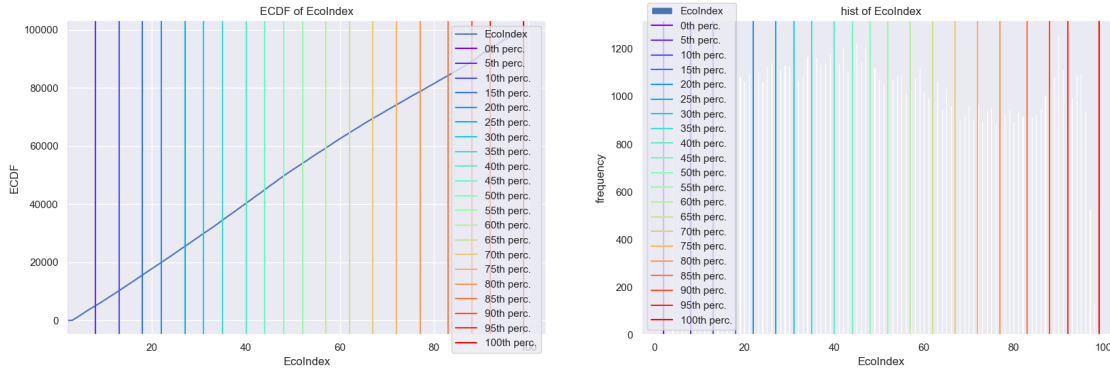 ECDF of EcoIndex
100000
80000
60000
40000
20000
0
ECDF
20
40
60
80
100
EcoIndex
EcoIndex
0th perc.
5th perc.
10th perc.
15th perc.
20th perc.
25th perc.
30th perc.
35th perc.
40th perc.
45th perc.
50th perc.
55th perc.
60th perc.
65th perc.
70th perc.
75th perc.
80th perc.
85th perc.
90th perc.
95th perc.
100th perc.
hist of EcoIndex
1200
1000
800
600
400
200
0
frequency
0
20
40
60
80
100
EcoIndex
EcoIndex
0th perc.
5th perc.
10th perc.
15th perc.
20th perc.
25th perc.
30th perc.
35th perc.
40th perc.
45th perc.
50th perc.
55th perc.
60th perc.
65th perc.
70th perc.
75th perc.
80th perc.
85th perc.
90th perc.
95th perc.
100th perc.